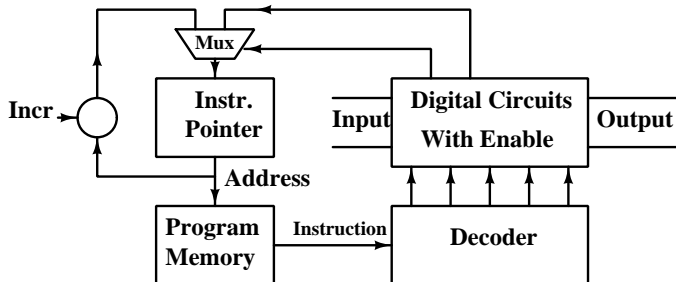 Mux
Incr
Instr.
Pointer
Input
Digital Circuits
With Enable
Output
Address
Program
Memory
Instruction
Decoder